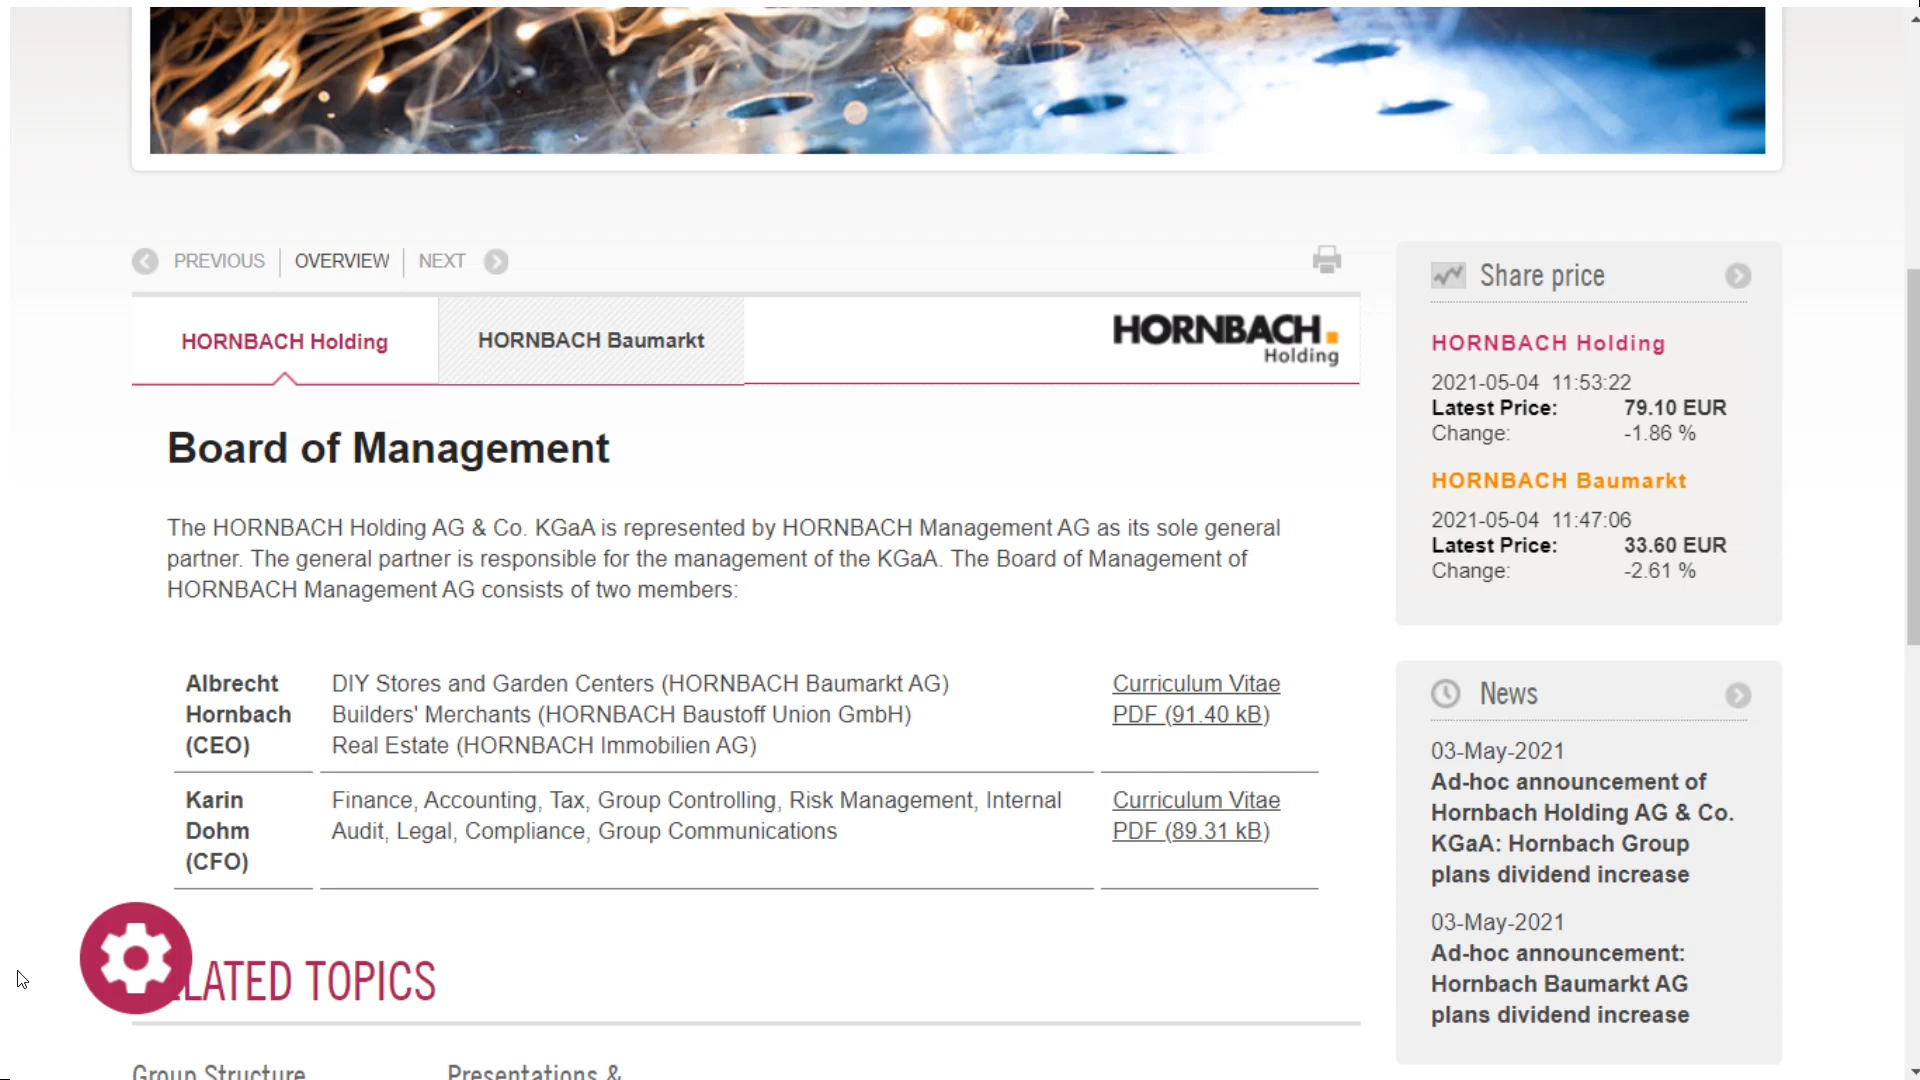 PREVIOUS
OVERVIEW
NEXT
HORNBACH Holding
HORNBACH Baumarkt
HORNBACH
Holding
Board of Management
The HORNBACH Holding AG & Co. KGaA is represented by HORNBACH Management AG as its sole general
partner. The general partner is responsible for the management of the KGaA. The Board of Management of
HORNBACH Management AG consists of two members:
Albrecht
Hornbach
(CEO)
DIY Stores and Garden Centers (HORNBACH Baumarkt AG)
Builders' Merchants (HORNBACH Baustoff Union GmbH)
Real Estate (HORNBACH Immobilien AG)
Curriculum Vitae
PDF (91.40 kB)
Karin
Dohm
(CFO)
Finance, Accounting, Tax, Group Controlling, Risk Management, Internal
Audit, Legal, Compliance, Group Communications
Curriculum Vitae
PDF (89.31 kB)
LATED TOPICS
Group Structure
Presentations &
Share price
HORNBACH Holding
2021-05-04 11:53:22
Latest Price: 79.10 EUR
Change: -1.86 %
HORNBACH Baumarkt
2021-05-04 11:47:06
Latest Price: 33.60 EUR
Change: -2.61 %
News
03-May-2021
Ad-hoc announcement of
Hornbach Holding AG & Co.
KGaA: Hornbach Group
plans dividend increase
03-May-2021
Ad-hoc announcement:
Hornbach Baumarkt AG
plans dividend increase